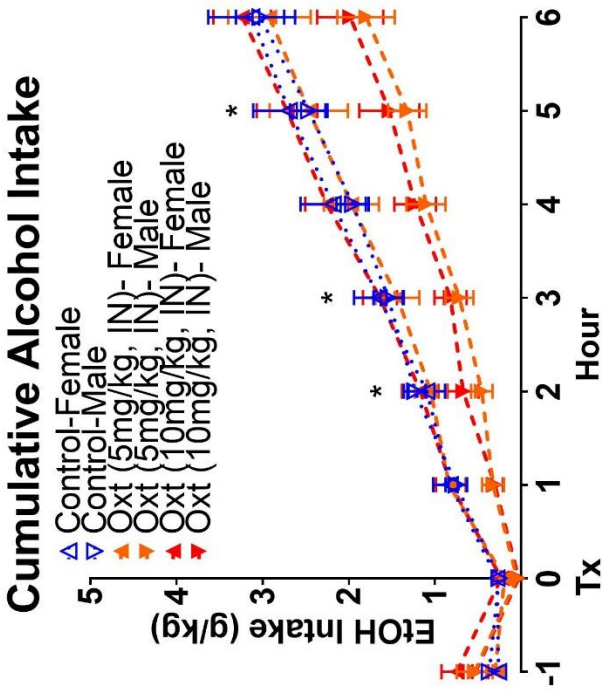 Cumulative Alcohol Intake
Control-Female
Control-Male
Oxt (5mg/kg, IN)- Female
Oxt (5mg/kg, IN)- Male
Oxt (10mg/kg, IN)- Female
Oxt (10mg/kg, IN)- Male
EtOH Intake (g/kg)
5
4
3
2
1
*
*
*
-1
0
1
2
3
4
5
6
Tx
Hour